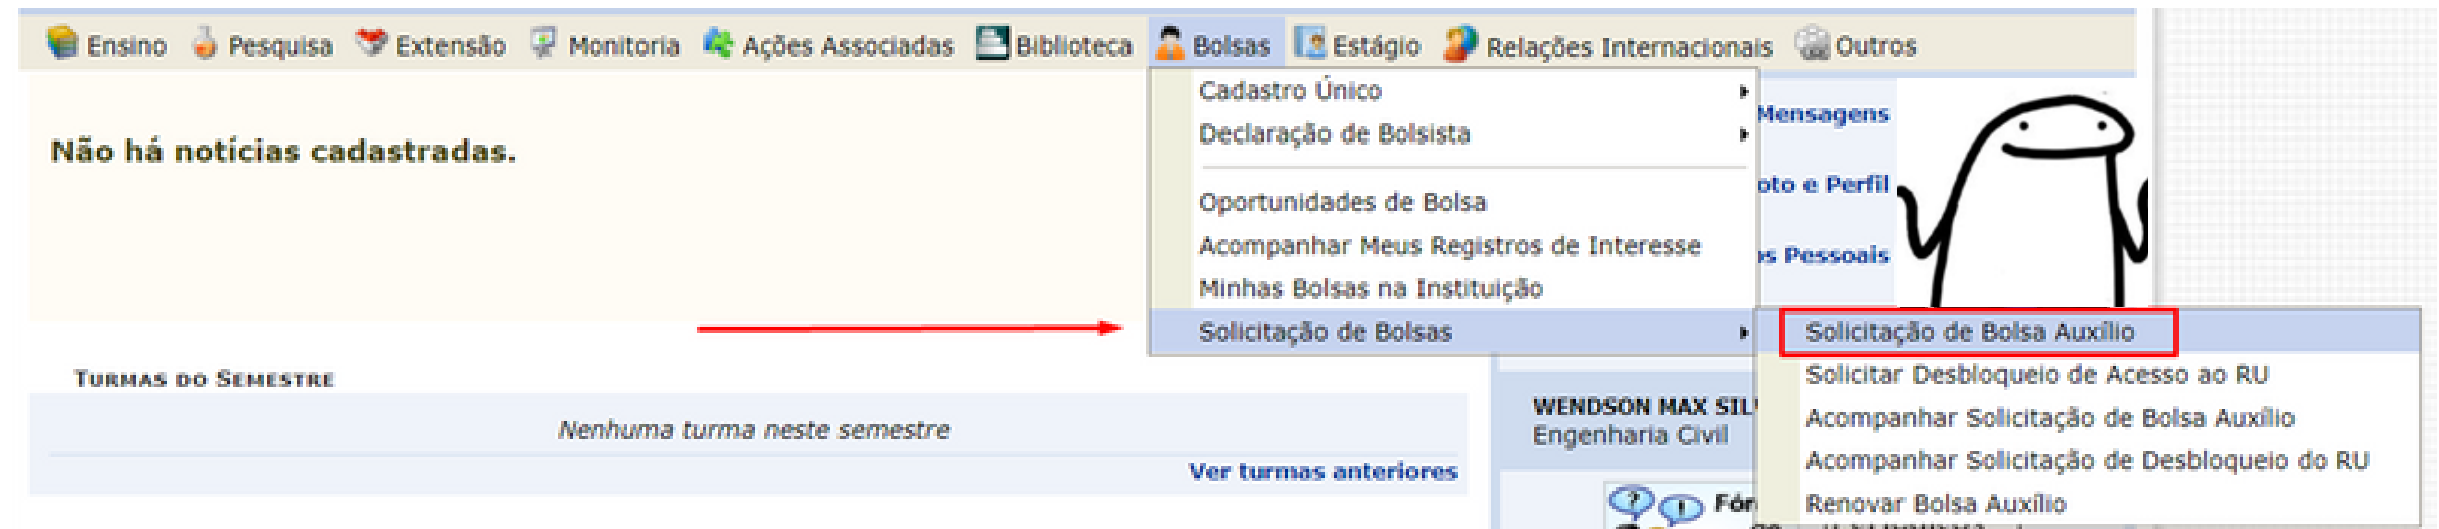 Ensino Pesquisa Extensão Monitoria Ações Associadas Biblioteca Bolsas Estágio Relações Internacionais Outros
Não há notícias cadastradas.
Cadastro Único
Declaração de Bolsista
Oportunidades de Bolsa
Acompanhar Meus Registros de Interesse
Minhas Bolsas na Instituição
Solicitação de Bolsas
Mensagens
oto e Perfil
s Pessoais
Solicitação de Bolsa Auxílio
Solicitar Desbloqueio de Acesso ao RU
Acompanhar Solicitação de Bolsa Auxílio
Acompanhar Solicitação de Desbloqueio do RU
Renovar Bolsa Auxílio
TURMAS DO SEMESTRE
Nenhuma turma neste semestre
Ver turmas anteriores
WENDSON MAX SIL
Engenharia Civil
Fór